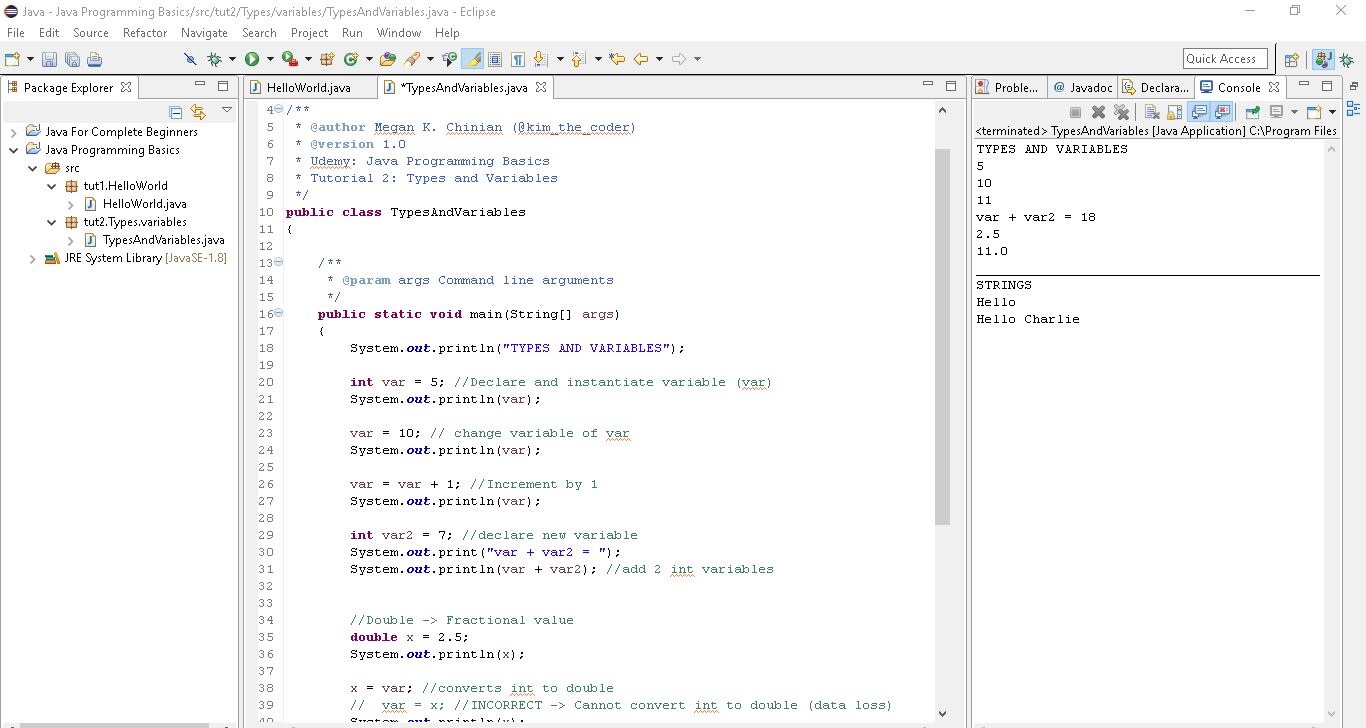 Java - Java Programming Basics/src/tut2/Types/variables/TypesAndVariables.java - Eclipse
File Edit Source Refactor Navigate Search Project Run Window Help
Quick Access
Package Explorer
Java For Complete Beginners
Java Programming Basics
src
tut1.HelloWorld
HelloWorld.java
tut2.Types.variables
TypesAndVariables.java
JRE System Library [JavaSE-1.8]
HelloWorld.java *TypesAndVariables.java
4 /**
5 * @author Megan K. Chinian (@kim_the_coder)
6 * @version 1.0
7 * Udemy: Java Programming Basics
8 * Tutorial 2: Types and Variables
9 */
10 public class TypesAndVariables
11 {
12
13 /**
14 * @param args Command line arguments
15 */
16 public static void main(String[] args)
17 {
18 System.out.println("TYPES AND VARIABLES");
19
20 int var = 5; //Declare and instantiate variable (var)
21 System.out.println(var);
22
23 var = 10; // change variable of var
24 System.out.println(var);
25
26 var = var + 1; //Increment by 1
27 System.out.println(var);
28
29 int var2 = 7; //declare new variable
30 System.out.print("var + var2 = ");
31 System.out.println(var + var2); //add 2 int variables
32
33
34 //Double -> Fractional value
35 double x = 2.5;
36 System.out.println(x);
37
38 x = var; //converts int to double
39 // var = x; //INCORRECT -> Cannot convert int to double (data loss)
40 System.out.println(x);
Proble... @ Javadoc Declara... Console
<terminated> TypesAndVariables [Java Application] C:\Program Files
TYPES AND VARIABLES
5
10
11
var + var2 = 18
2.5
11.0
STRINGS
Hello
Hello Charlie